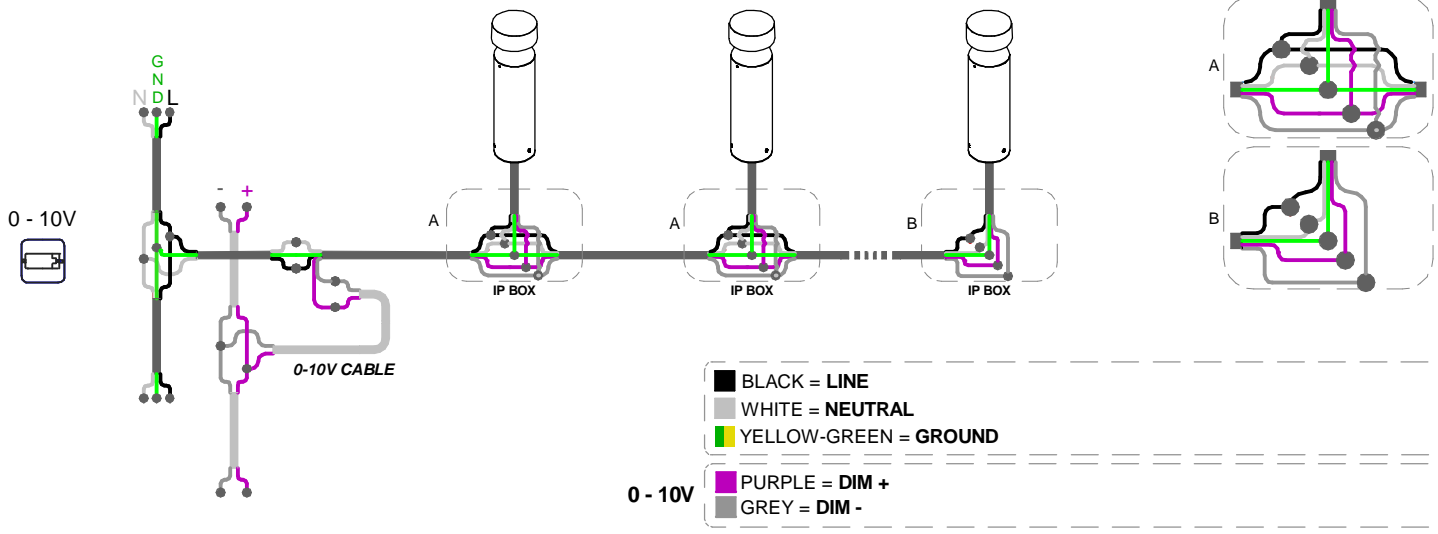 G
N
N D L
- +
0 - 10V
A
A
B
IP BOX
IP BOX
IP BOX
0-10V CABLE
A
B
BLACK = LINE
WHITE = NEUTRAL
YELLOW-GREEN = GROUND
0 - 10V
PURPLE = DIM +
GREY = DIM -